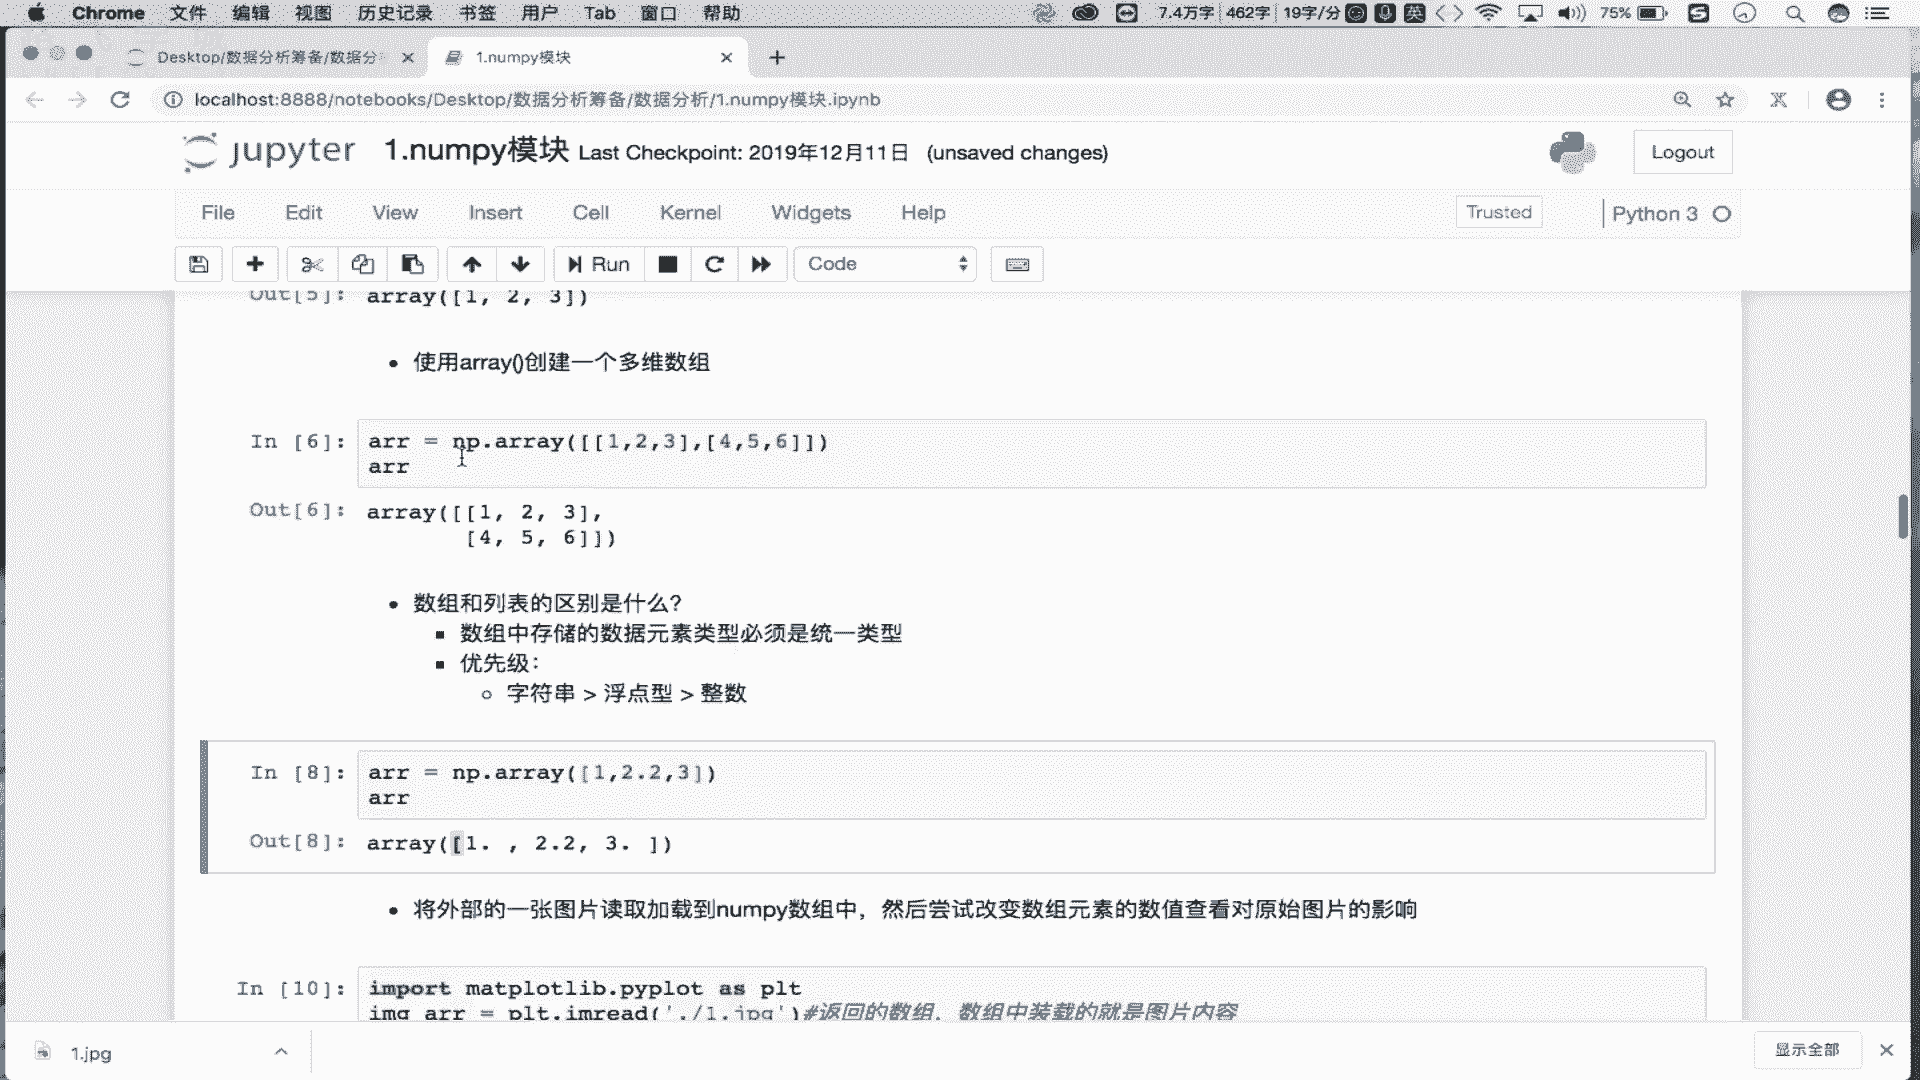 Chrome 文件 编辑 视图 历史记录 书签 用户 Tab 窗口 帮助 7.4万字 462字 19字/分 英 75%
Desktop/数据分析筹备/数据分 1.numpy模块
localhost:8888/notebooks/Desktop/数据分析筹备/数据分析/1.numpy模块.ipynb
jupyter 1.numpy模块 Last Checkpoint: 2019年12月11日 (unsaved changes) Logout
File Edit View Insert Cell Kernel Widgets Help Trusted Python 3
Run Code
Out[5]: array([1, 2, 3])
使用array()创建一个多维数组
In [6]: arr = np.array([[1,2,3],[4,5,6]])
arr
Out[6]: array([[1, 2, 3],
[4, 5, 6]])
数组和列表的区别是什么?
数组中存储的数据元素类型必须是统一类型
优先级:
字符串 > 浮点型 > 整数
In [8]: arr = np.array([1,2.2,3])
arr
Out[8]: array([1. , 2.2, 3. ])
将外部的一张图片读取加载到numpy数组中，然后尝试改变数组元素的数值查看对原始图片的影响
In [10]: import matplotlib.pyplot as plt
img_arr = plt.imread('./1.jpg')#返回的数组，数组中装载的就是图片内容
1.jpg 显示全部